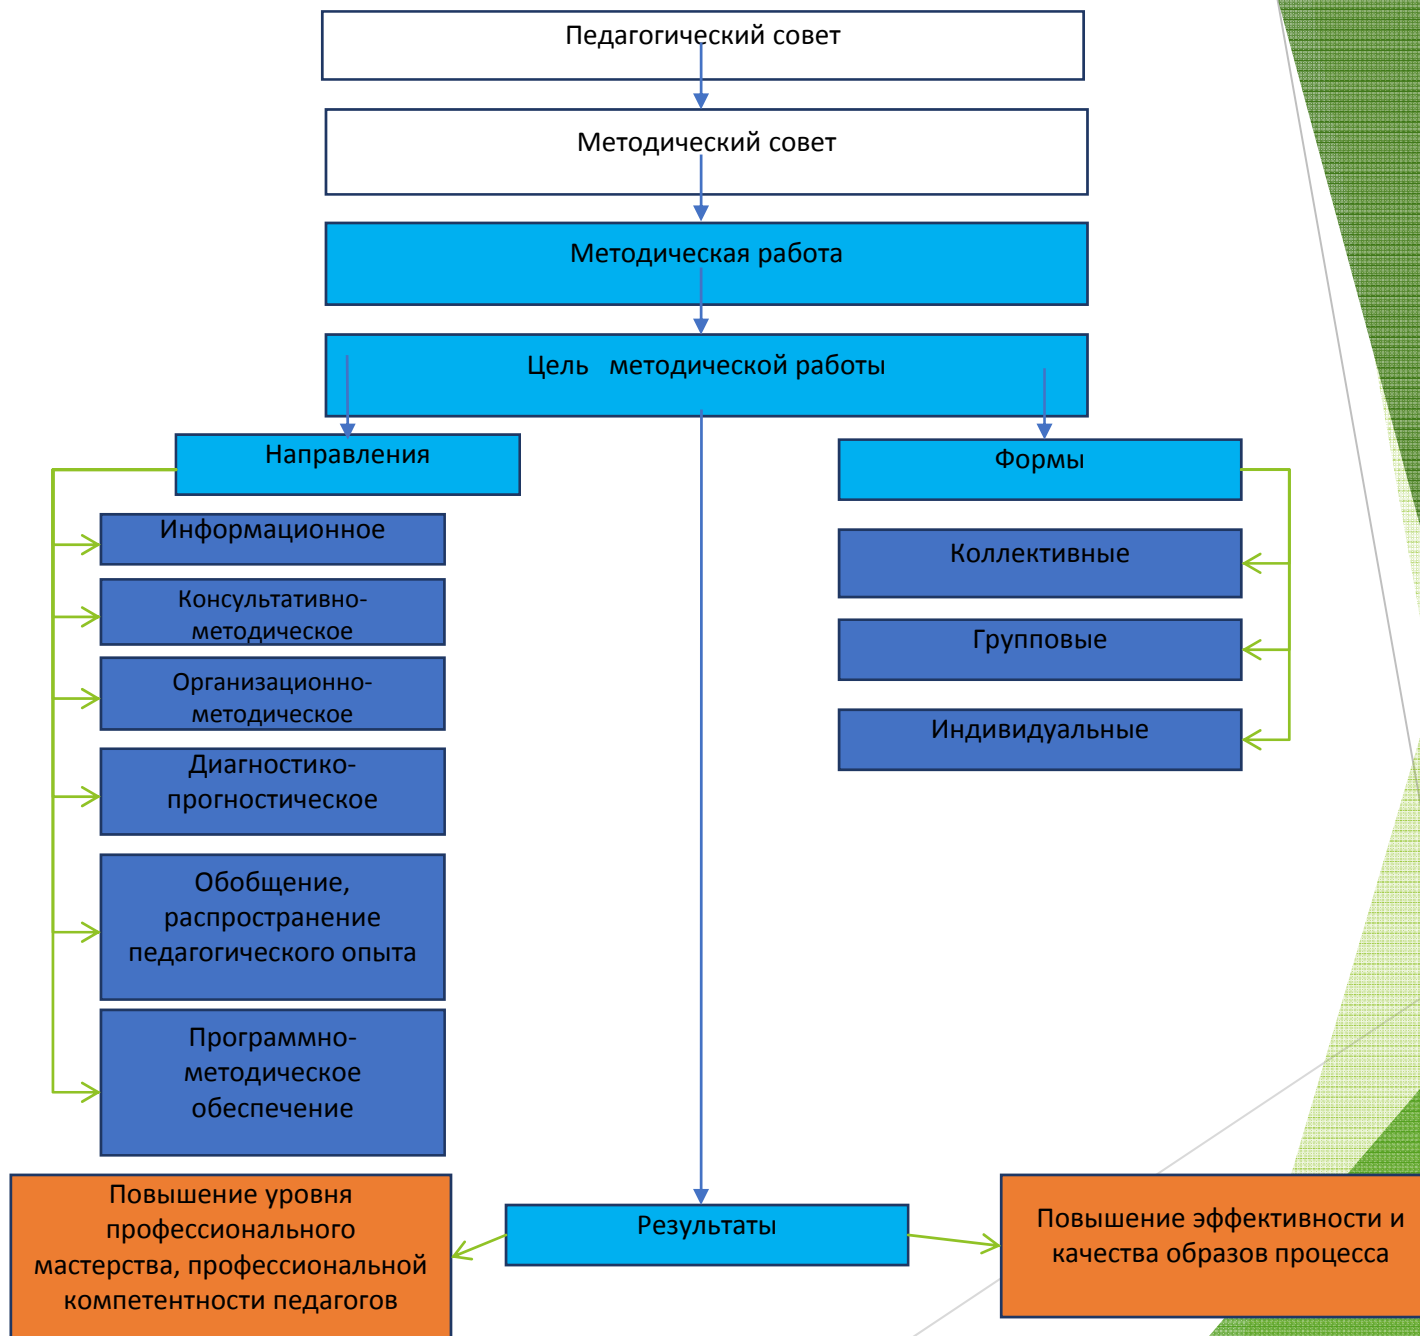 Педагогический совет
Методический совет
Методическая работа
Цель методической работы
Направления
Информационное
Консультативно-
методическое
Организационно-
методическое
Диагностико-
прогностическое
Обобщение,
распространение
педагогического опыта
Программно-
методическое
обеспечение
Формы
Коллективные
Групповые
Индивидуальные
Результаты
Повышение уровня
профессионального
мастерства, профессиональной
компетентности педагогов
Повышение эффективности и
качества образов процесса